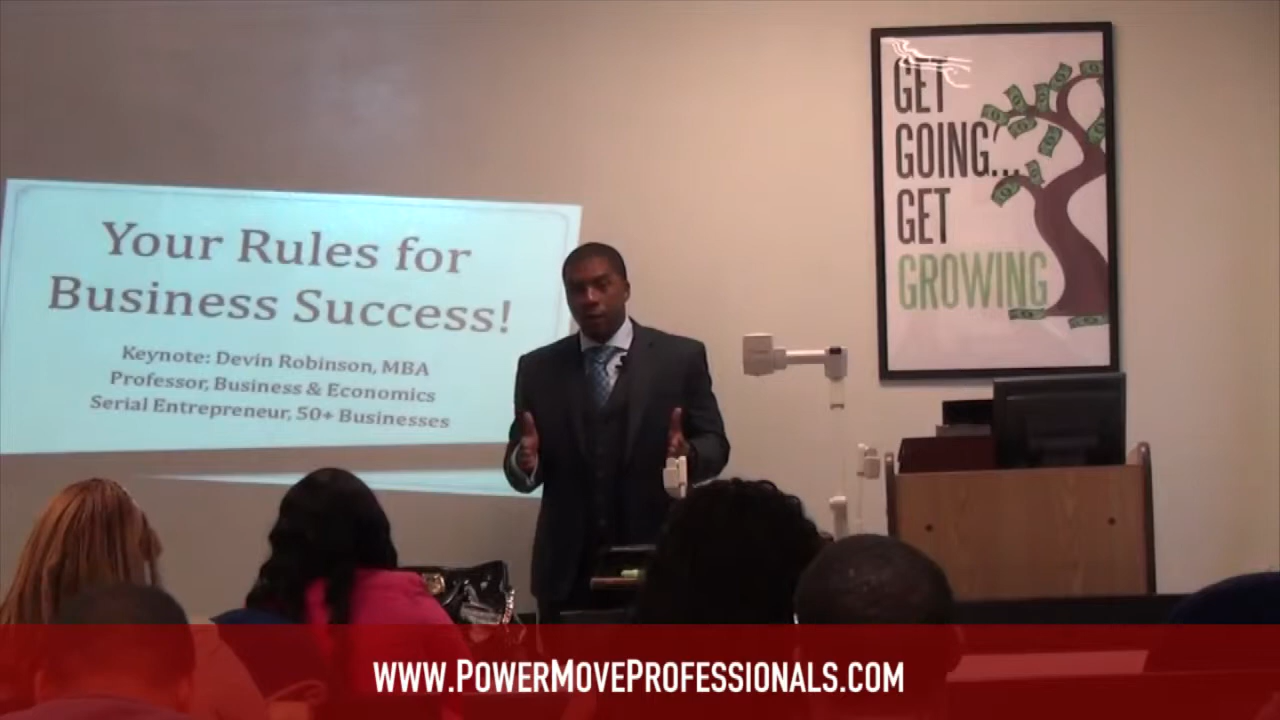 Your Rules for
Business Success!
Keynote: Devin Robinson, MBA
Professor, Business & Economics
Serial Entrepreneur, 50+ Businesses
GET
GOING...
GET
GROWING
www.PowerMoveProfessionals.com